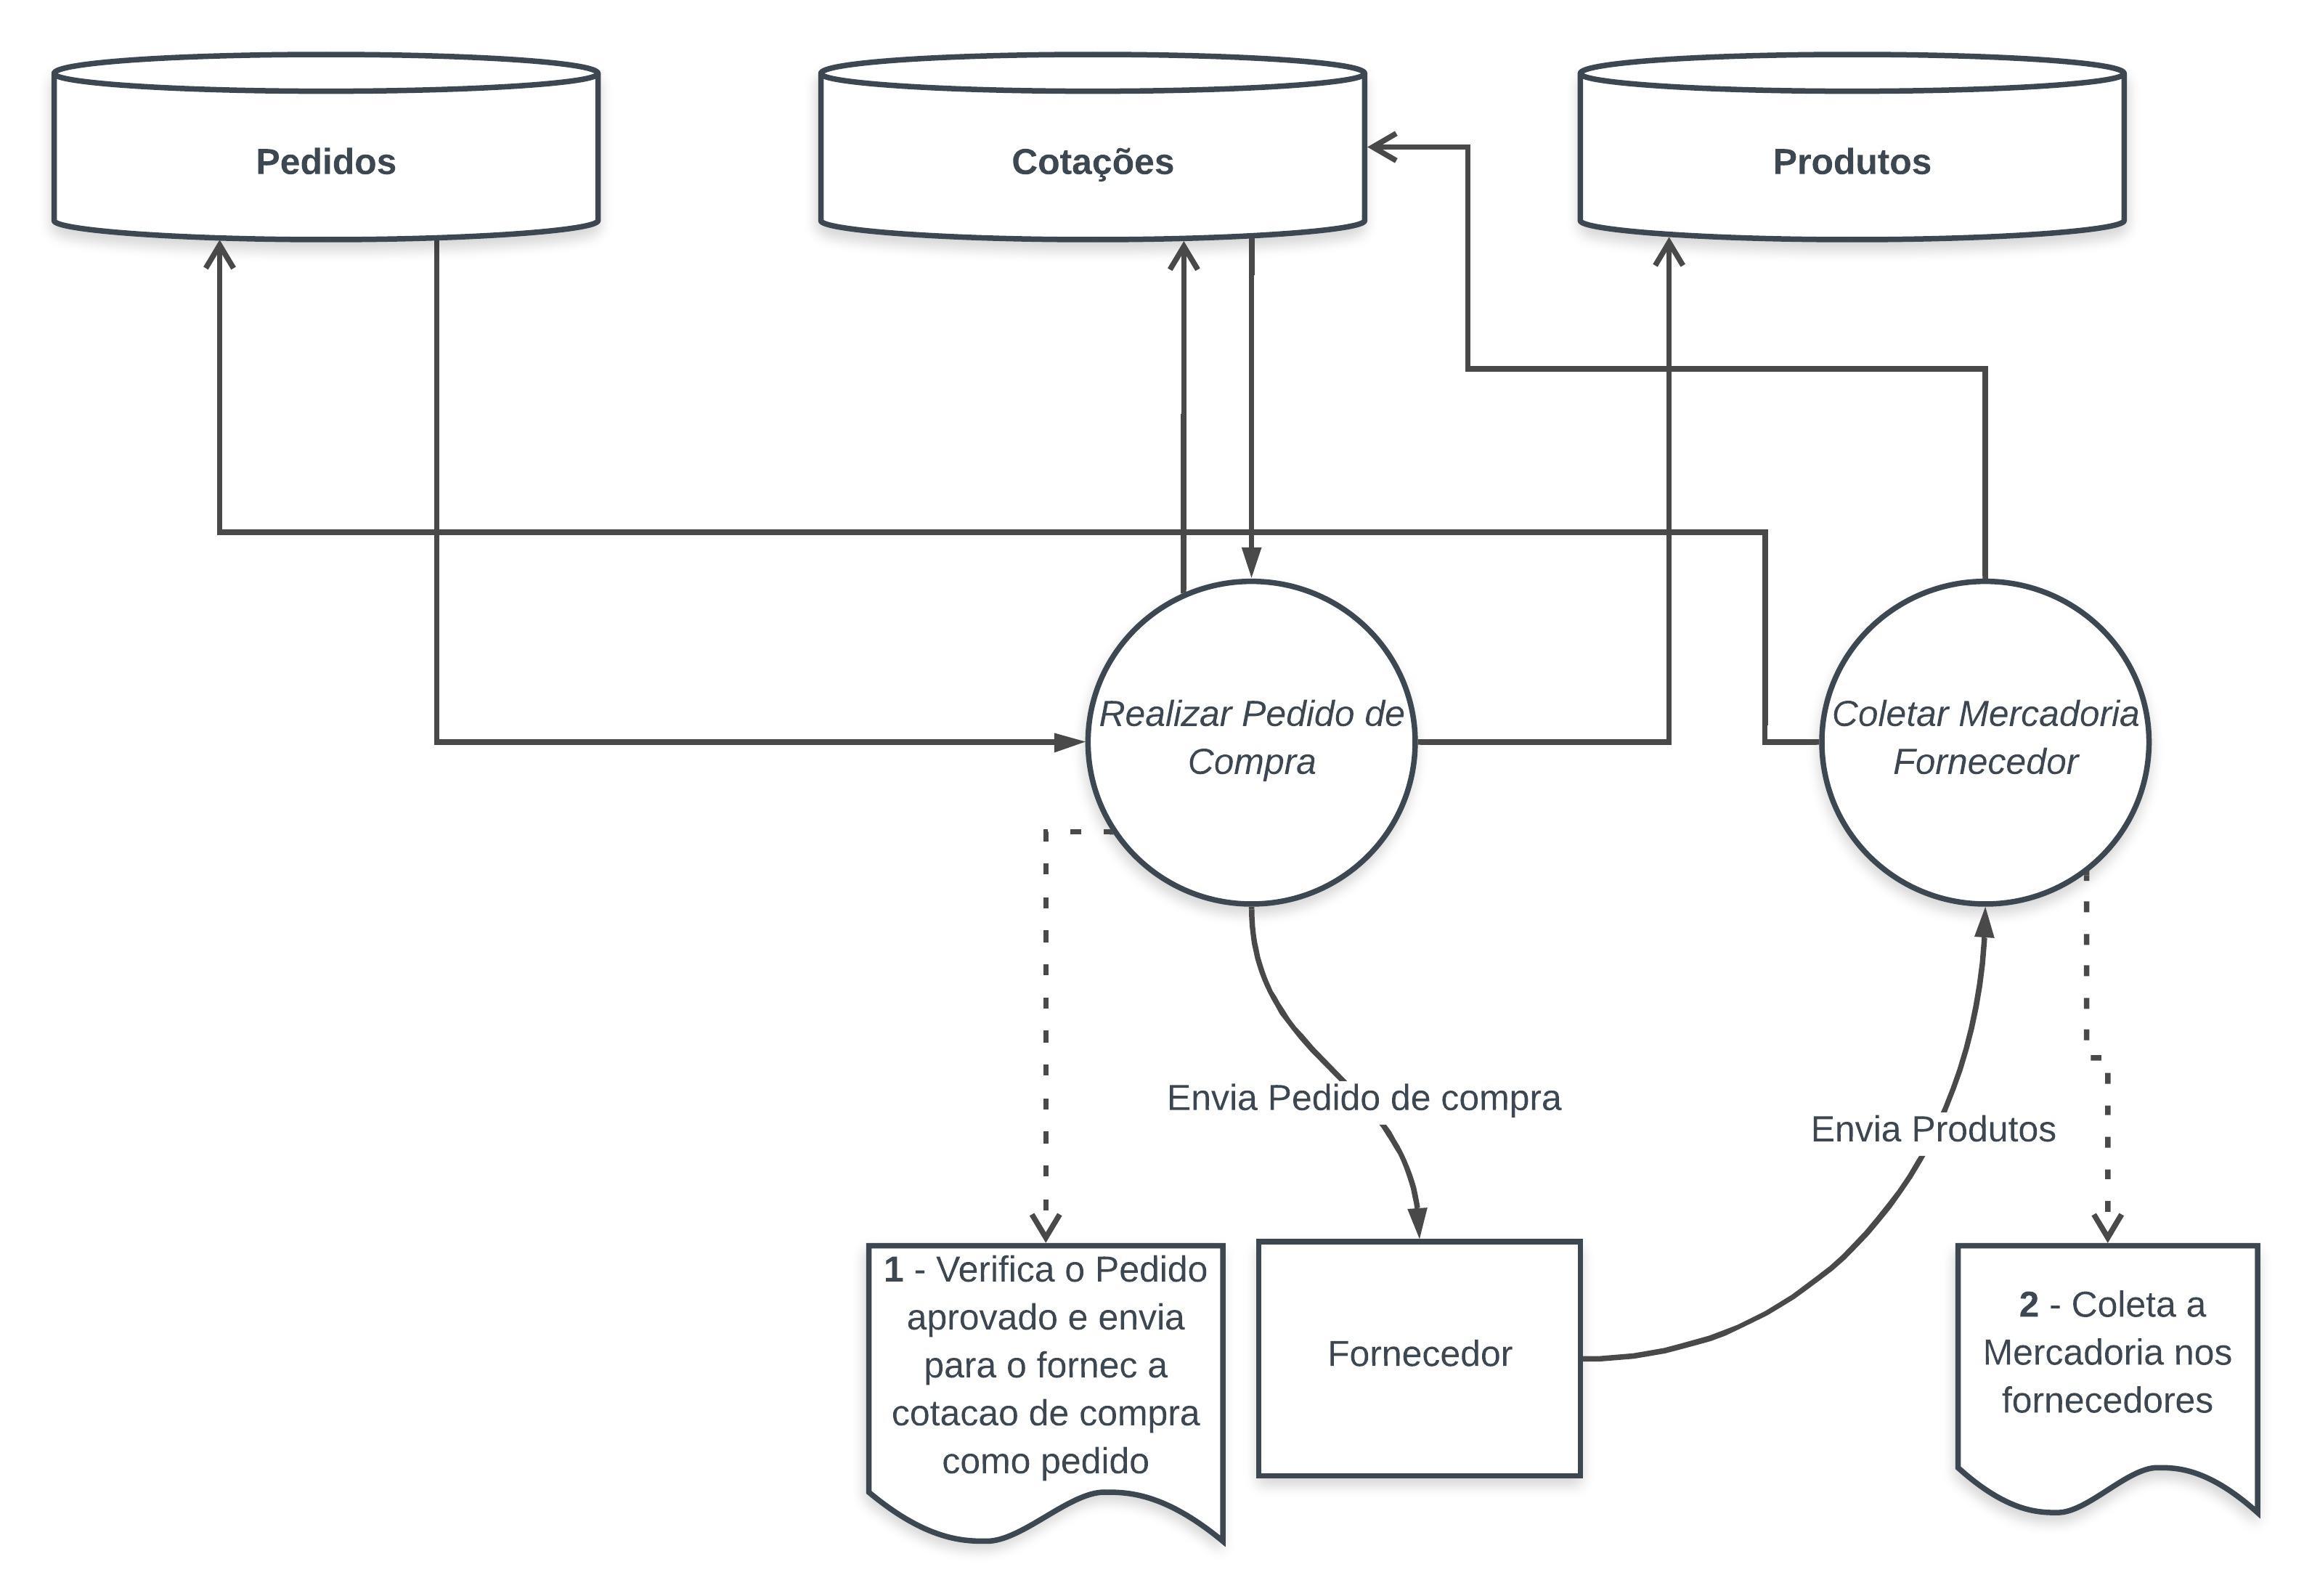 Pedidos
Cotações
Produtos
Realizar Pedido de
Compra
Coletar Mercadoria
Fornecedor
Envia Pedido de compra
Envia Produtos
1 - Verifica o Pedido
aprovado e envia
para o fornec a
cotacao de compra
como pedido
Fornecedor
2 - Coleta a
Mercadoria nos
fornecedores